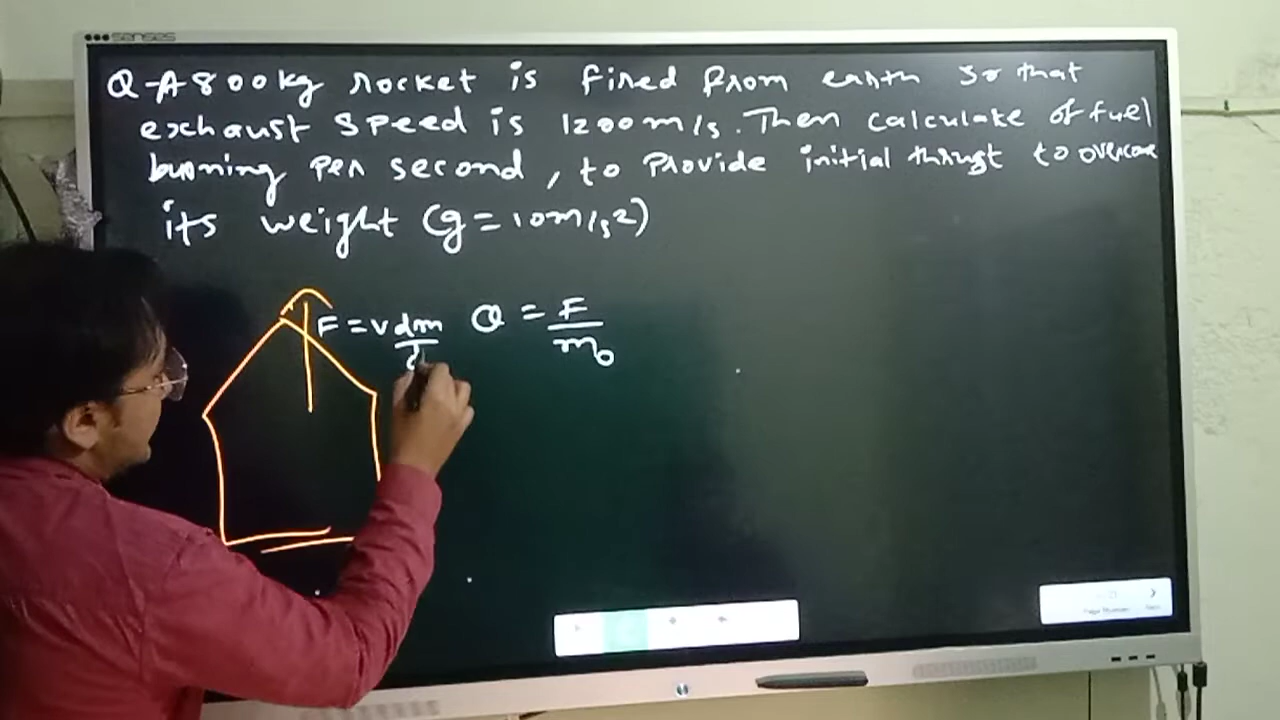 senses
Q-A 800kg rocket is fired from earth so that
exhaust speed is 1200m/s. Then calculate of fuel
burning per second, to provide initial thrust to overcome
its weight (g=10m/s2)
F = v dm a = F
m0